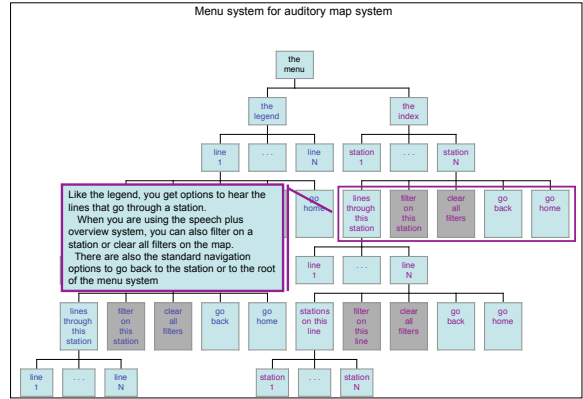 Menu system for auditory map system
the
menu
the
legend
the
index
line
1
. . .
line
N
station
1
. . .
station
N
Like the legend, you get options to hear the
lines that go through a station.
When you are using the speech plus
overview system, you can also filter on a
station or clear all filters on the map.
There are also the standard navigation
options to go back to the station or to the root
of the menu system
go
home
lines
through
this
station
filter
on
this
station
clear
all
filters
go
back
go
home
line
1
. . .
line
N
lines
through
this
station
filter
on
this
station
clear
all
filters
go
back
go
home
stations
on this
line
filter
on
this
line
clear
all
filters
go
back
go
home
line
1
. . .
line
N
station
1
. . .
station
N